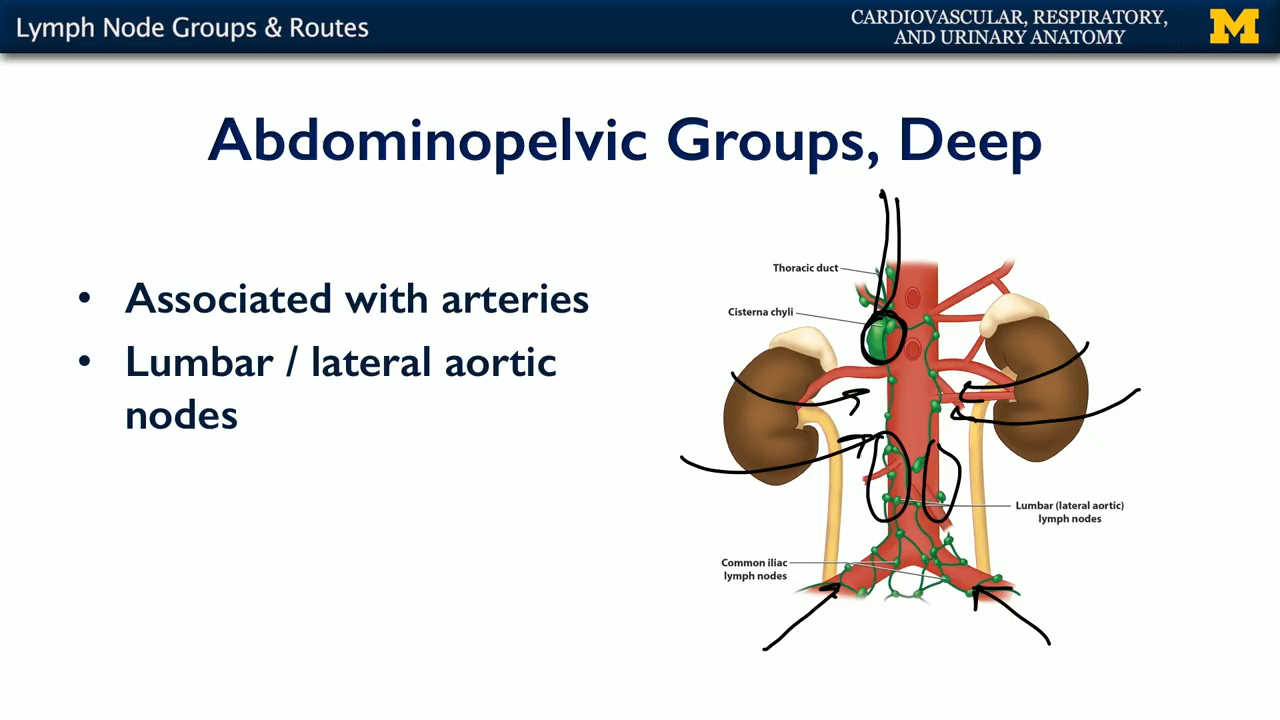 Lymph Node Groups & Routes
CARDIOVASCULAR, RESPIRATORY,
AND URINARY ANATOMY
M
Abdominopelvic Groups, Deep
• Associated with arteries
• Lumbar / lateral aortic
nodes
Thoracic duct
Cisterna chyli
Lumbar (lateral aortic)
lymph nodes
Common iliac
lymph nodes